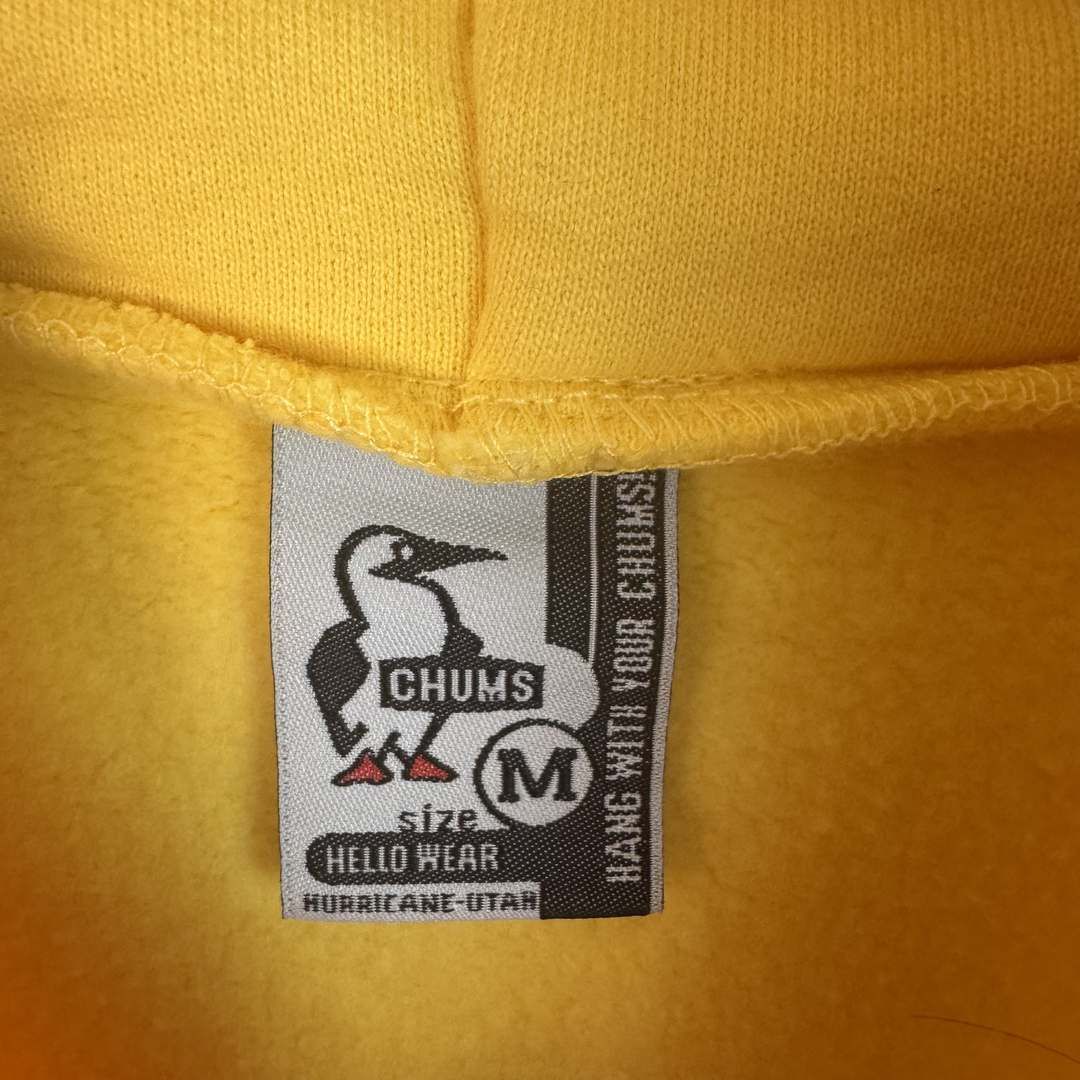 CHUMS
M
size
HELLO WEAR
HURRICANE-UTAH
HANG WITH YOUR CHUMS!